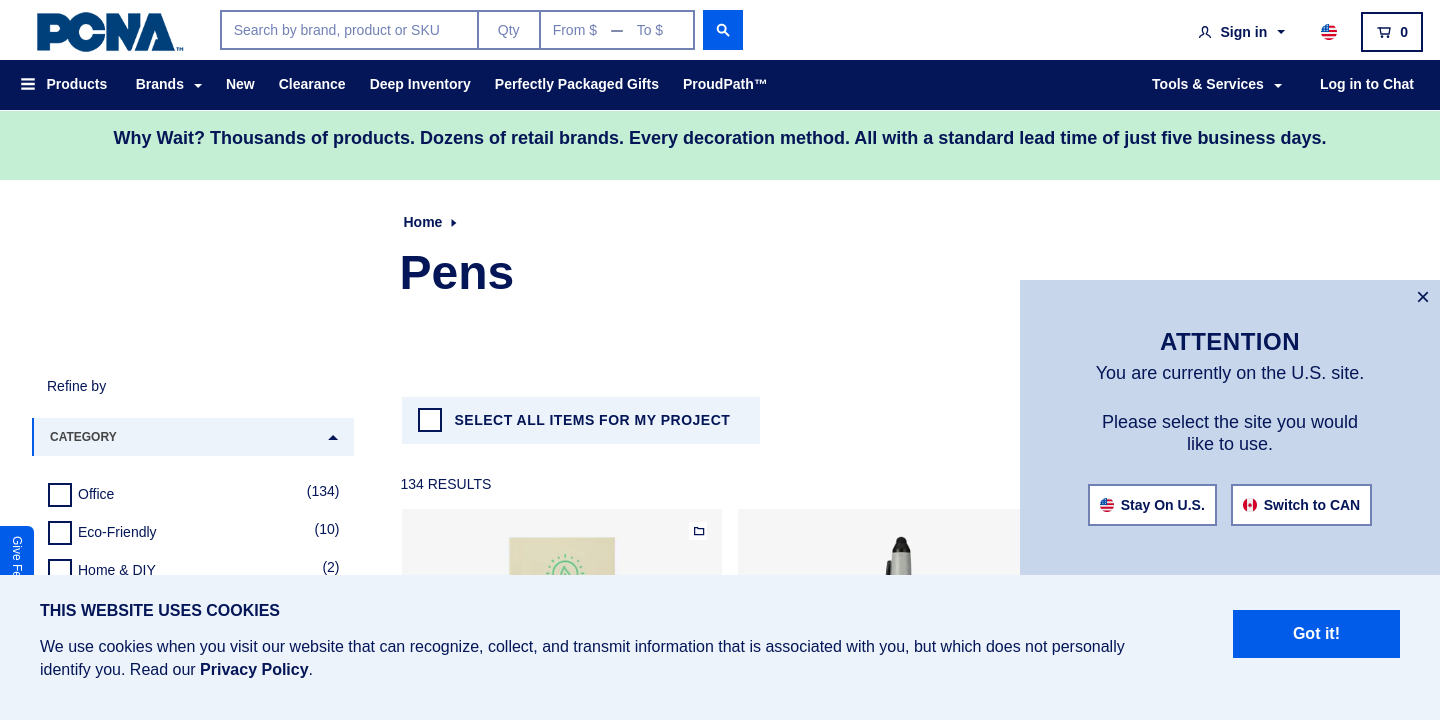 PCNA™
Search by brand, product or SKU
Qty
From $ — To $
Sign in
0
Products
Brands
New
Clearance
Deep Inventory
Perfectly Packaged Gifts
ProudPath™
Tools & Services
Log in to Chat
Why Wait? Thousands of products. Dozens of retail brands. Every decoration method. All with a standard lead time of just five business days.
Home
Pens
Refine by
CATEGORY
Office (134)
Eco-Friendly (10)
Home & DIY (2)
Give Fe
SELECT ALL ITEMS FOR MY PROJECT
134 RESULTS
×
ATTENTION
You are currently on the U.S. site.
Please select the site you would
like to use.
Stay On U.S.
Switch to CAN
THIS WEBSITE USES COOKIES
We use cookies when you visit our website that can recognize, collect, and transmit information that is associated with you, but which does not personally
identify you. Read our Privacy Policy.
Got it!